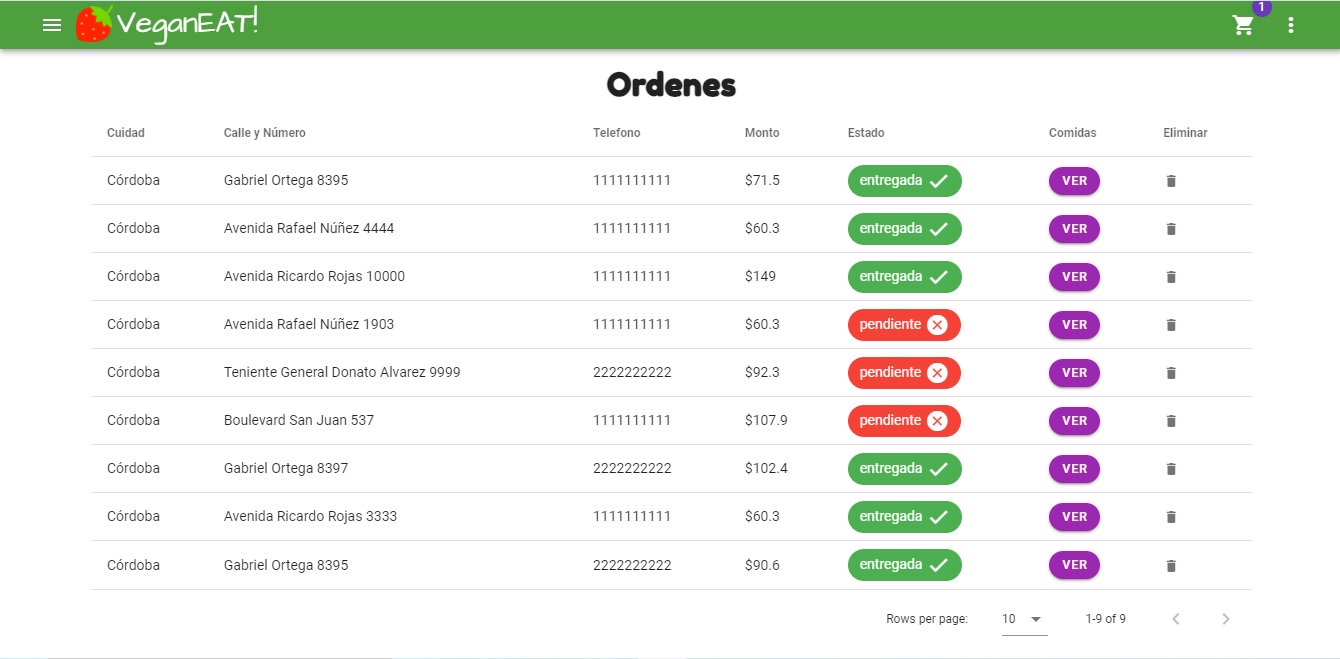 VeganEAT!
1
Ordenes
Cuidad Calle y Número Telefono Monto Estado Comidas Eliminar
Córdoba Gabriel Ortega 8395 1111111111 $71.5 entregada VER
Córdoba Avenida Rafael Núñez 4444 1111111111 $60.3 entregada VER
Córdoba Avenida Ricardo Rojas 10000 1111111111 $149 entregada VER
Córdoba Avenida Rafael Núñez 1903 1111111111 $60.3 pendiente VER
Córdoba Teniente General Donato Alvarez 9999 2222222222 $92.3 pendiente VER
Córdoba Boulevard San Juan 537 1111111111 $107.9 pendiente VER
Córdoba Gabriel Ortega 8397 2222222222 $102.4 entregada VER
Córdoba Avenida Ricardo Rojas 3333 1111111111 $60.3 entregada VER
Córdoba Gabriel Ortega 8395 2222222222 $90.6 entregada VER
Rows per page: 10 1-9 of 9